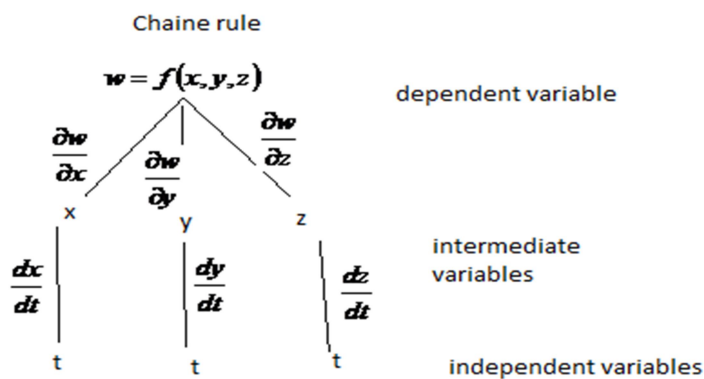 Chaine rule
w = f(x,y,z)
dependent variable
∂w/∂x
∂w/∂y
∂w/∂z
x
y
z
intermediate
variables
dx/dt
dy/dt
dz/dt
t
t
t
independent variables